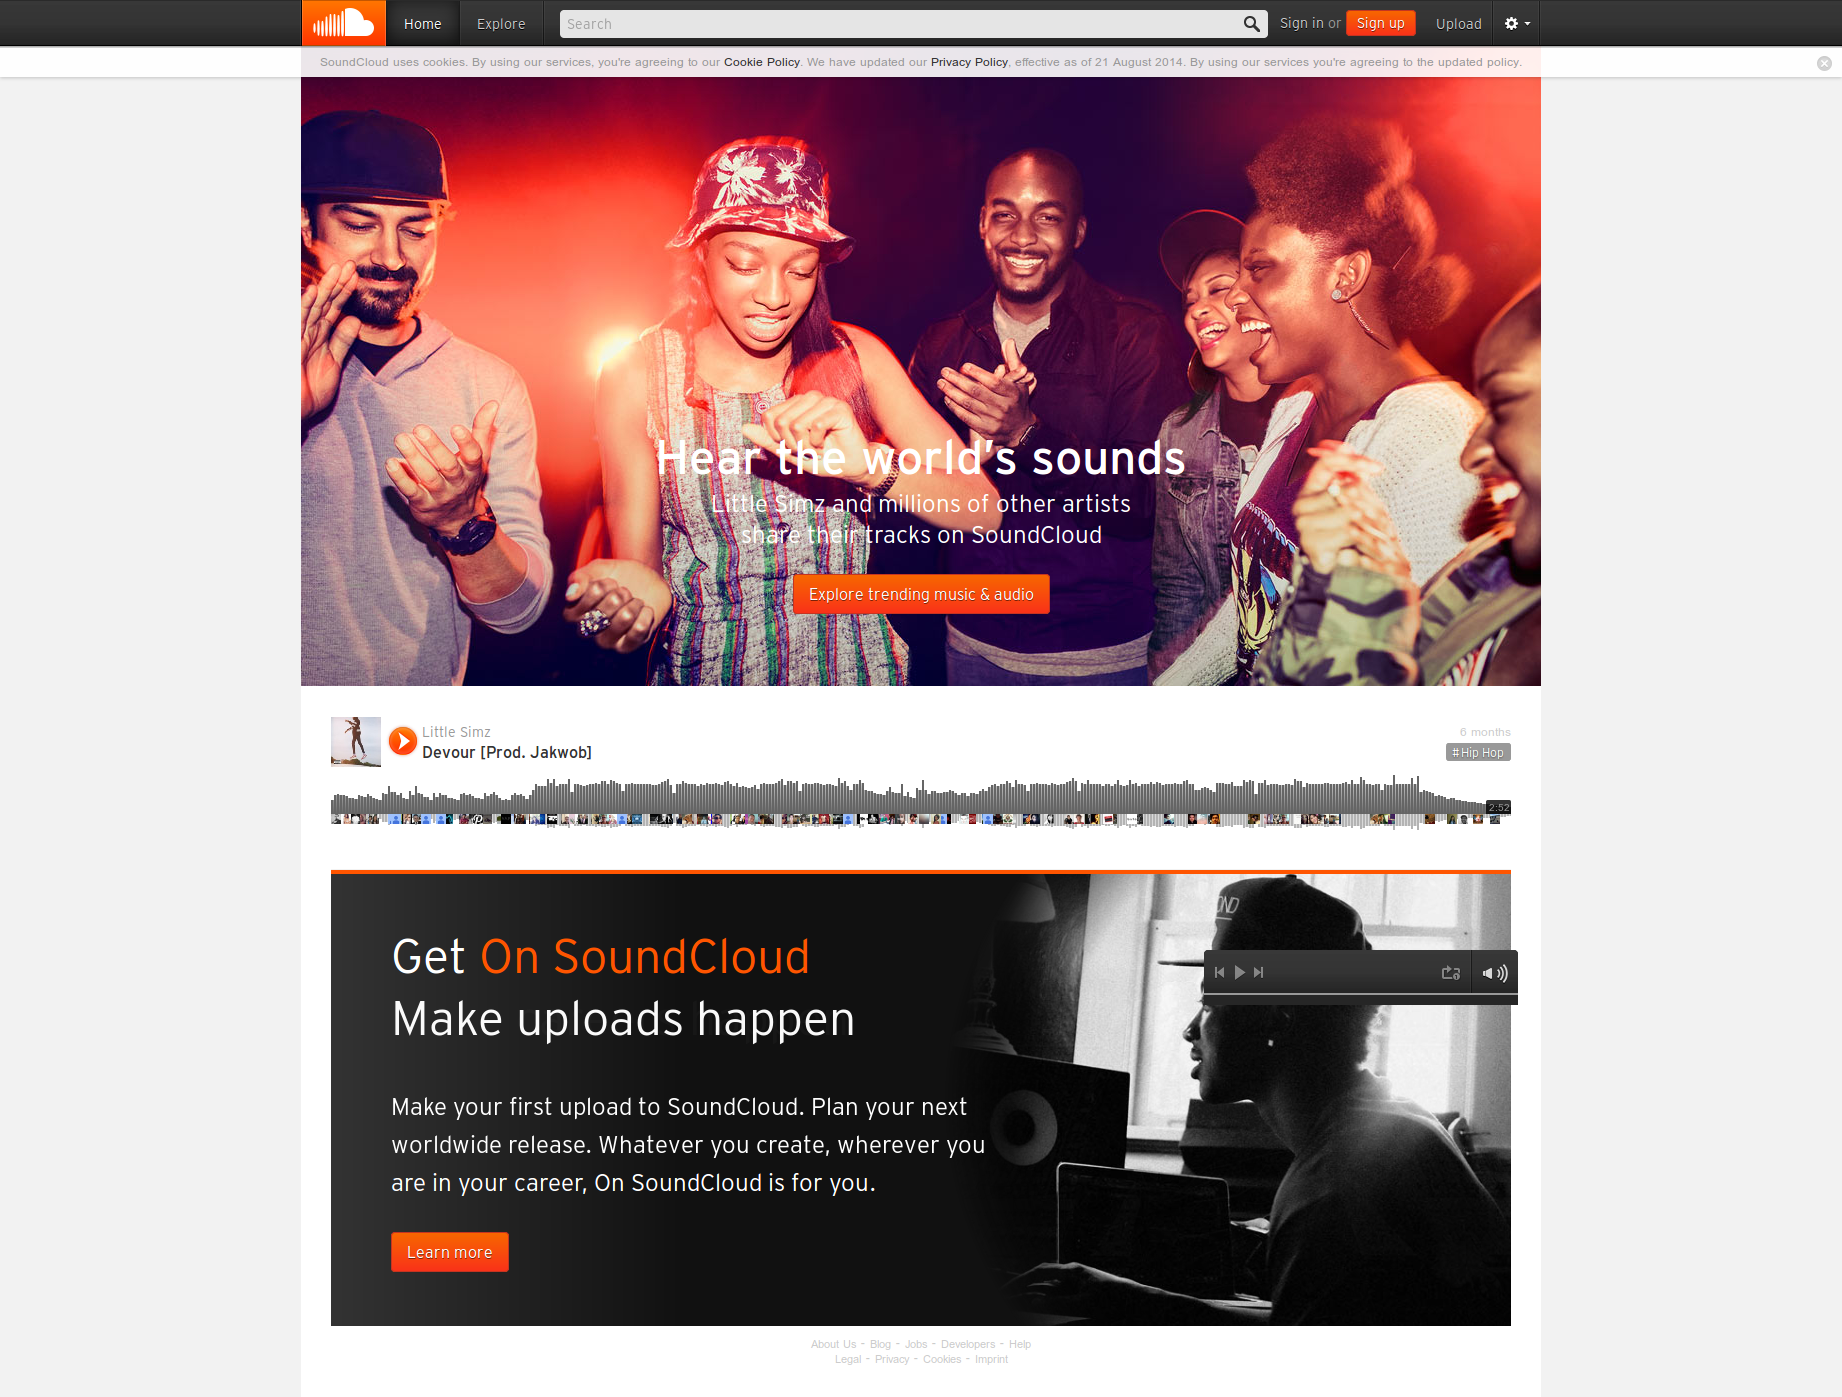 Home Explore Search Sign in or Sign up Upload
SoundCloud uses cookies. By using our services, you're agreeing to our Cookie Policy. We have updated our Privacy Policy, effective as of 21 August 2014. By using our services you're agreeing to the updated policy.
Hear the world's sounds
Little Simz and millions of other artists
share their tracks on SoundCloud
Explore trending music & audio
Little Simz
6 months
Devour [Prod. Jakwob]
#Hip Hop
2:52
Get On SoundCloud
Make uploads happen
Make your first upload to SoundCloud. Plan your next
worldwide release. Whatever you create, wherever you
are in your career, On SoundCloud is for you.
Learn more
About Us - Blog - Jobs - Developers - Help
Legal - Privacy - Cookies - Imprint